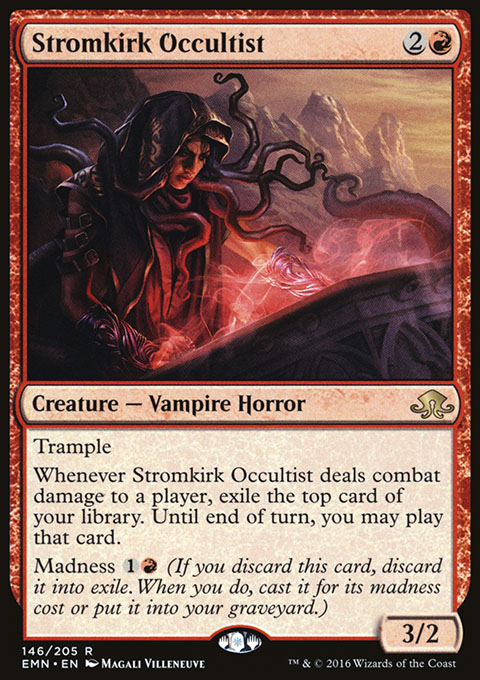 Stromkirk Occultist 2
Creature — Vampire Horror
Trample
Whenever Stromkirk Occultist deals combat
damage to a player, exile the top card of
your library. Until end of turn, you may play
that card.
Madness 1 (If you discard this card, discard
it into exile. When you do, cast it for its madness
cost or put it into your graveyard.)
3/2
146/205 R
EMN • EN Magali Villeneuve
™ & © 2016 Wizards of the Coast